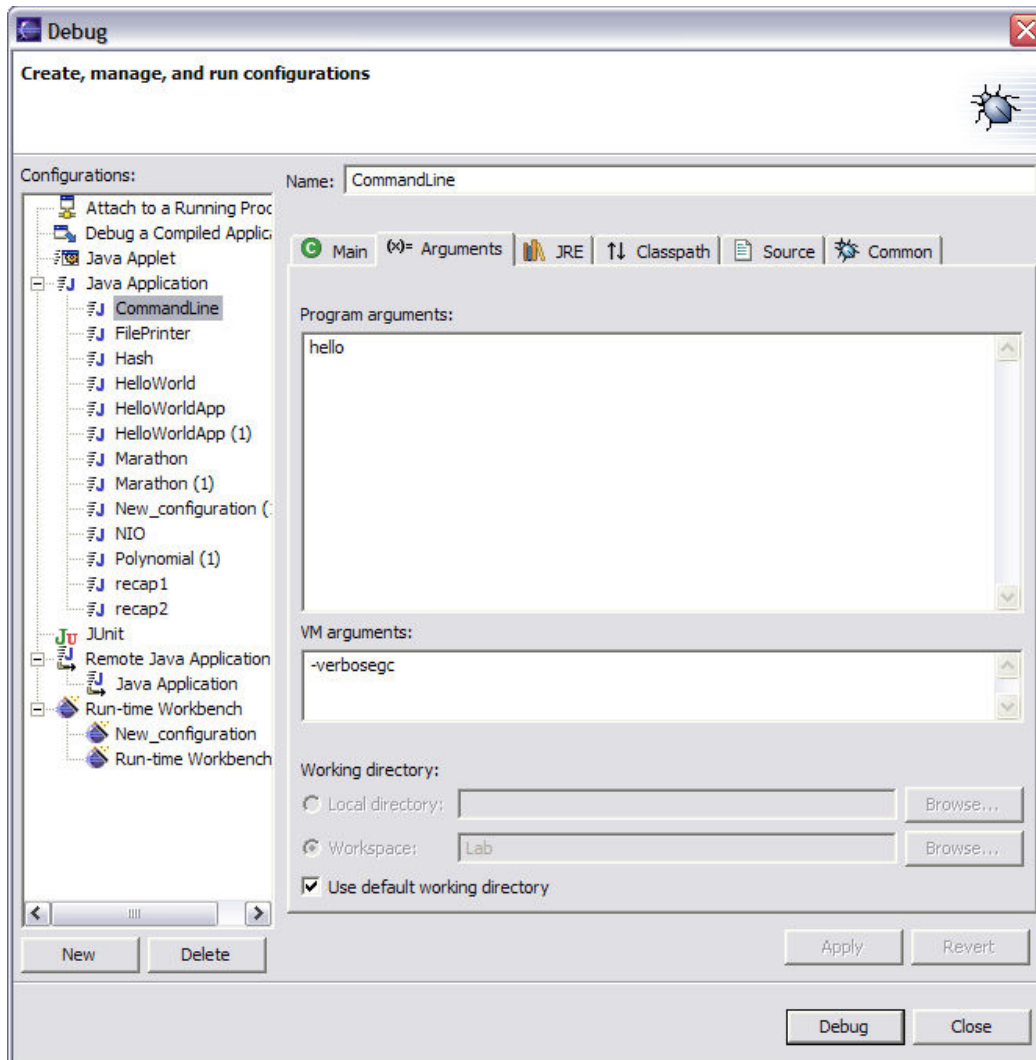 Debug
Create, manage, and run configurations
Configurations:
Attach to a Running Proc
Debug a Compiled Applic
Java Applet
Java Application
CommandLine
FilePrinter
Hash
HelloWorld
HelloWorldApp
HelloWorldApp (1)
Marathon
Marathon (1)
New_configuration (
NIO
Polynomial (1)
recap1
recap2
JUnit
Remote Java Application
Java Application
Run-time Workbench
New_configuration
Run-time Workbench
New Delete
Name: CommandLine
Main (x)= Arguments JRE Classpath Source Common
Program arguments:
hello
VM arguments:
-verbosegc
Working directory:
Local directory: Browse...
Workspace: Lab Browse...
Use default working directory
Apply Revert
Debug Close